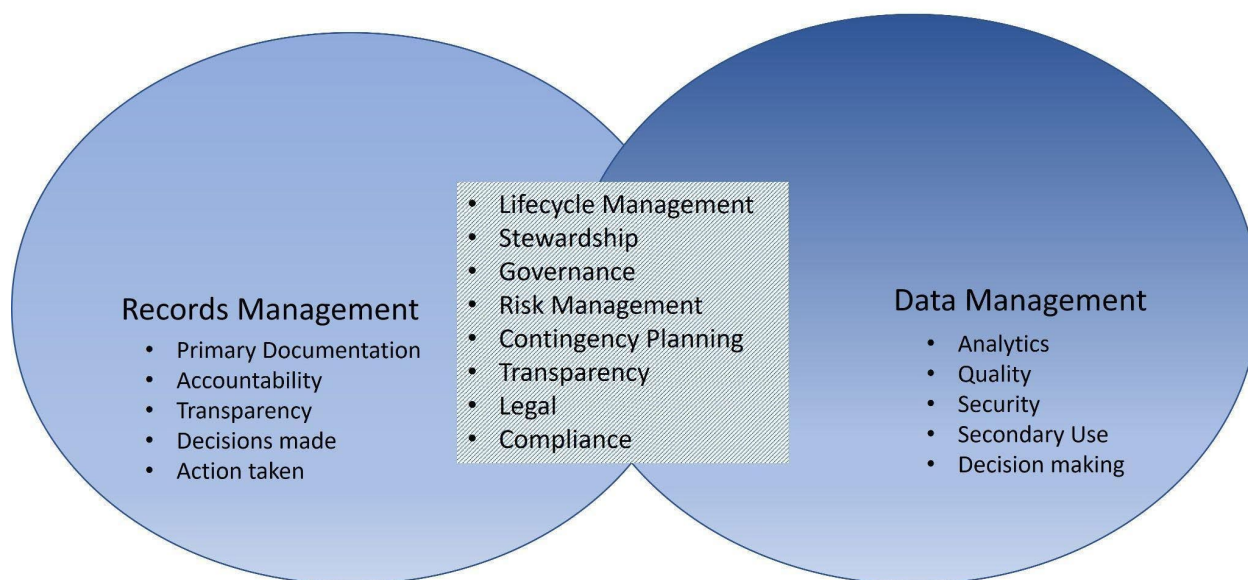 Records Management
• Primary Documentation
• Accountability
• Transparency
• Decisions made
• Action taken
• Lifecycle Management
• Stewardship
• Governance
• Risk Management
• Contingency Planning
• Transparency
• Legal
• Compliance
Data Management
• Analytics
• Quality
• Security
• Secondary Use
• Decision making